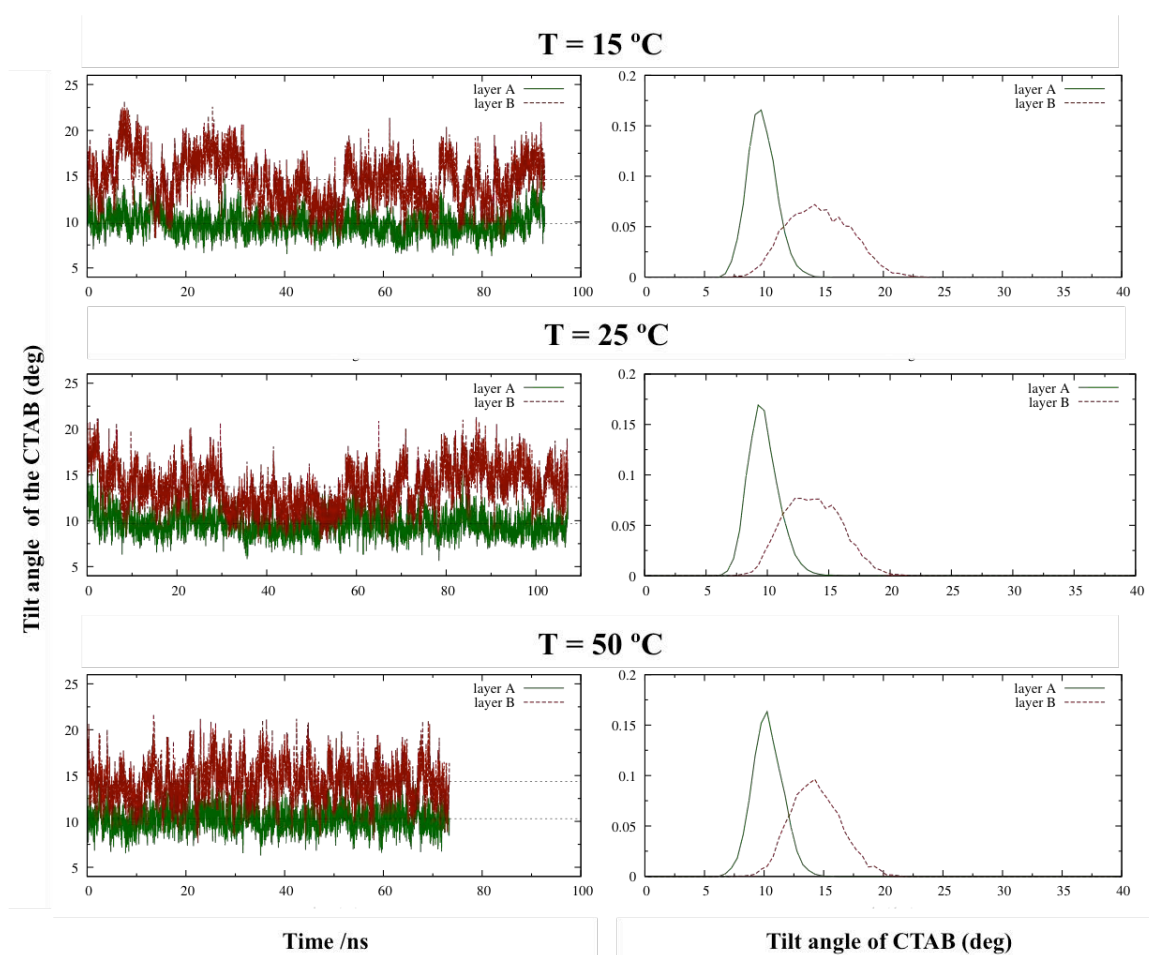 T = 15 ºC
25
20
15
10
5
0 20 40 60 80 100
layer A
layer B
0.2
0.15
0.1
0.05
0
0 5 10 15 20 25 30 35 40
layer A
layer B
T = 25 ºC
25
20
15
10
5
0 20 40 60 80 100
layer A
layer B
0.2
0.15
0.1
0.05
0
0 5 10 15 20 25 30 35 40
layer A
layer B
T = 50 ºC
25
20
15
10
5
0 20 40 60 80 100
layer A
layer B
0.2
0.15
0.1
0.05
0
0 5 10 15 20 25 30 35 40
layer A
layer B
Tilt angle of the CTAB (deg)
Time /ns
Tilt angle of CTAB (deg)